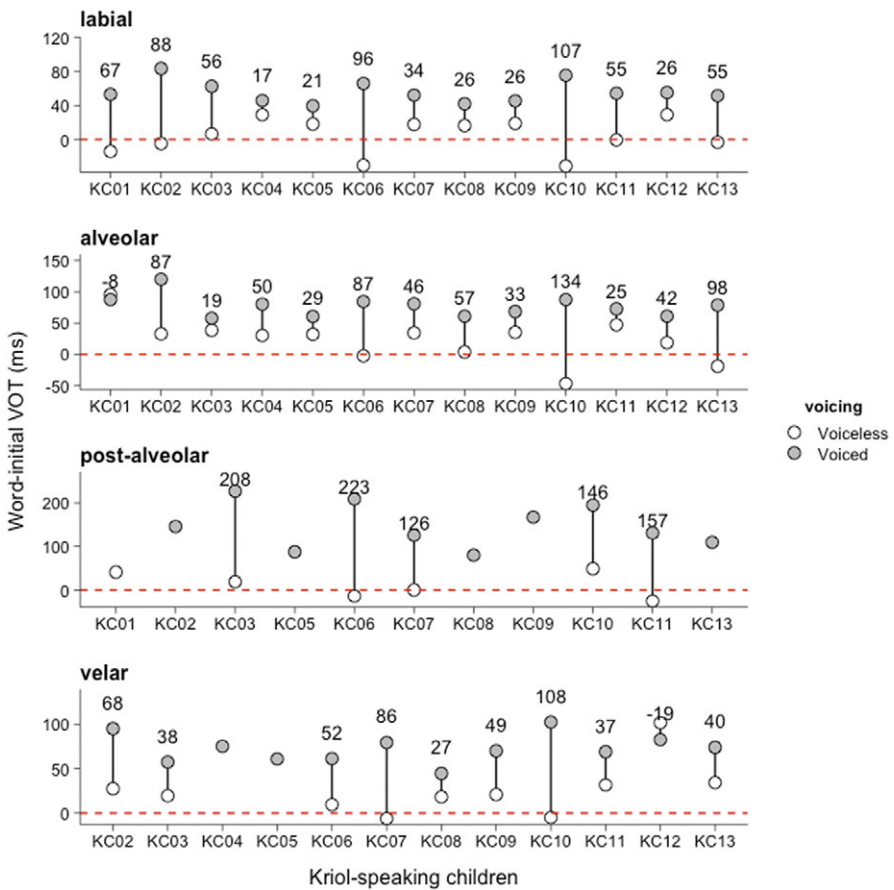 labial
120
80
40
0
67 88 56 17 21 96 34 26 26 107 55 26 55
KC01 KC02 KC03 KC04 KC05 KC06 KC07 KC08 KC09 KC10 KC11 KC12 KC13
alveolar
150
100
50
0
-50
-8 87 19 50 29 87 46 57 33 134 25 42 98
KC01 KC02 KC03 KC04 KC05 KC06 KC07 KC08 KC09 KC10 KC11 KC12 KC13
post-alveolar
200
100
0
208 223 126 146 157
KC01 KC02 KC03 KC05 KC06 KC07 KC08 KC09 KC10 KC11 KC13
velar
100
50
0
68 38 52 86 27 49 108 37 -19 40
KC02 KC03 KC04 KC05 KC06 KC07 KC08 KC09 KC10 KC11 KC12 KC13
Word-initial VOT (ms)
Kriol-speaking children
voicing
Voiceless
Voiced